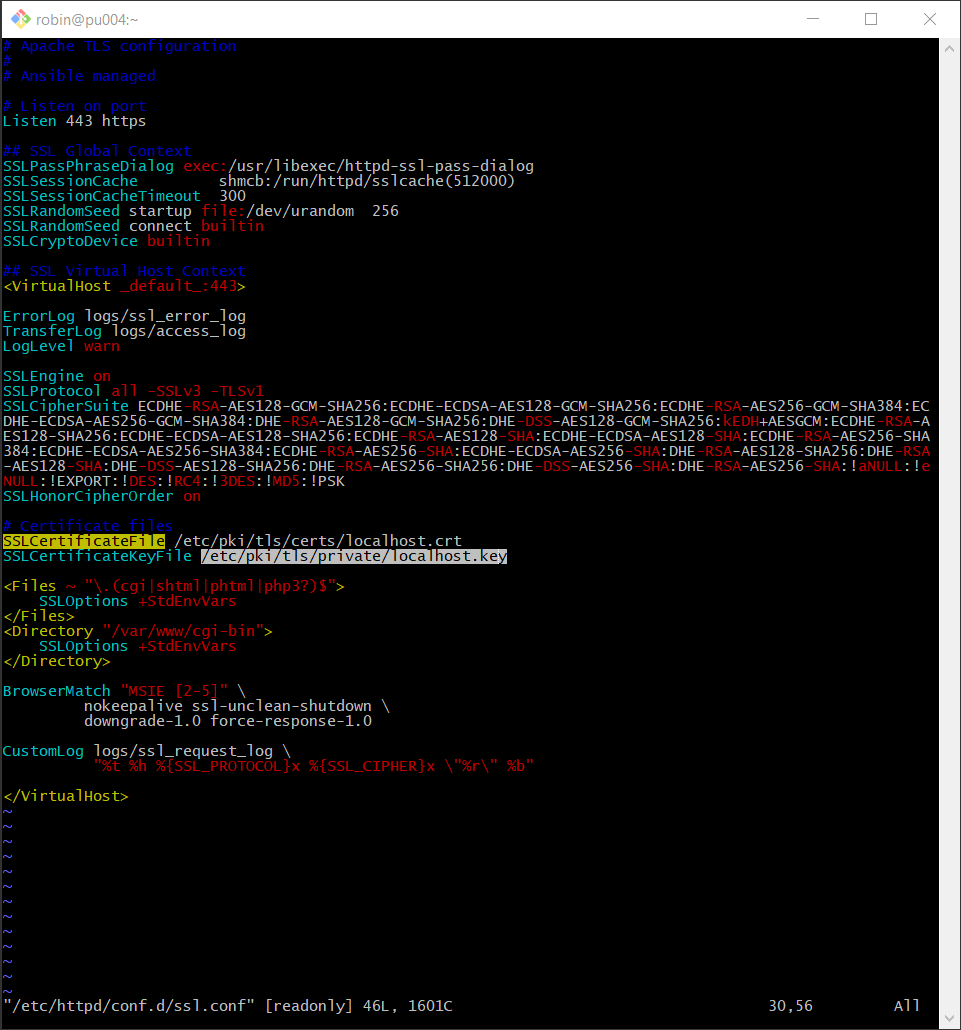 robin@pu004:~
# Apache TLS configuration
#
# Ansible managed
# Listen on port
Listen 443 https
## SSL Global Context
SSLPassPhraseDialog exec:/usr/libexec/httpd-ssl-pass-dialog
SSLSessionCache         shmcb:/run/httpd/sslcache(512000)
SSLSessionCacheTimeout  300
SSLRandomSeed startup file:/dev/urandom  256
SSLRandomSeed connect builtin
SSLCryptoDevice builtin
## SSL Virtual Host Context
<VirtualHost _default_:443>
ErrorLog logs/ssl_error_log
TransferLog logs/access_log
LogLevel warn
SSLEngine on
SSLProtocol all -SSLv3 -TLSv1
SSLCipherSuite ECDHE-RSA-AES128-GCM-SHA256:ECDHE-ECDSA-AES128-GCM-SHA256:ECDHE-RSA-AES256-GCM-SHA384:EC
DHE-ECDSA-AES256-GCM-SHA384:DHE-RSA-AES128-GCM-SHA256:DHE-DSS-AES128-GCM-SHA256:kEDH+AESGCM:ECDHE-RSA-A
ES128-SHA256:ECDHE-ECDSA-AES128-SHA256:ECDHE-RSA-AES128-SHA:ECDHE-ECDSA-AES128-SHA:ECDHE-RSA-AES256-SHA
384:ECDHE-ECDSA-AES256-SHA384:ECDHE-RSA-AES256-SHA:ECDHE-ECDSA-AES256-SHA:DHE-RSA-AES128-SHA256:DHE-RSA
-AES128-SHA:DHE-DSS-AES128-SHA256:DHE-RSA-AES256-SHA256:DHE-DSS-AES256-SHA:DHE-RSA-AES256-SHA:!aNULL:!e
NULL:!EXPORT:!DES:!RC4:!3DES:!MD5:!PSK
SSLHonorCipherOrder on
# Certificate files
SSLCertificateFile /etc/pki/tls/certs/localhost.crt
SSLCertificateKeyFile /etc/pki/tls/private/localhost.key
<Files ~ "\.(cgi|shtml|phtml|php3?)$">
    SSLOptions +StdEnvVars
</Files>
<Directory "/var/www/cgi-bin">
    SSLOptions +StdEnvVars
</Directory>
BrowserMatch "MSIE [2-5]" \
         nokeepalive ssl-unclean-shutdown \
         downgrade-1.0 force-response-1.0
CustomLog logs/ssl_request_log \
          "%t %h %{SSL_PROTOCOL}x %{SSL_CIPHER}x \"%r\" %b"
</VirtualHost>
~
~
~
~
~
~
~
~
~
~
~
~
~
"/etc/httpd/conf.d/ssl.conf" [readonly] 46L, 1601C 30,56 All